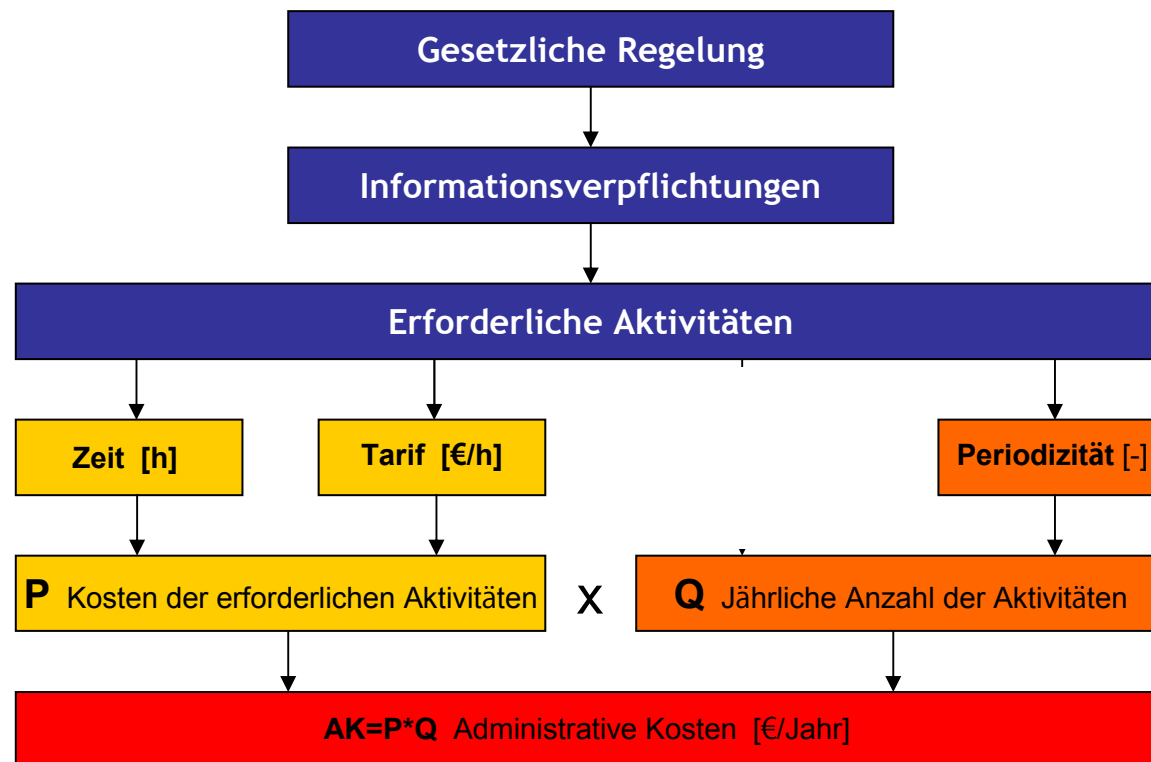 Gesetzliche Regelung
Informationsverpflichtungen
Erforderliche Aktivitäten
Zeit [h]
Tarif [€/h]
Periodizität [-]
P Kosten der erforderlichen Aktivitäten
X
Q Jährliche Anzahl der Aktivitäten
AK=P*Q Administrative Kosten [€/Jahr]